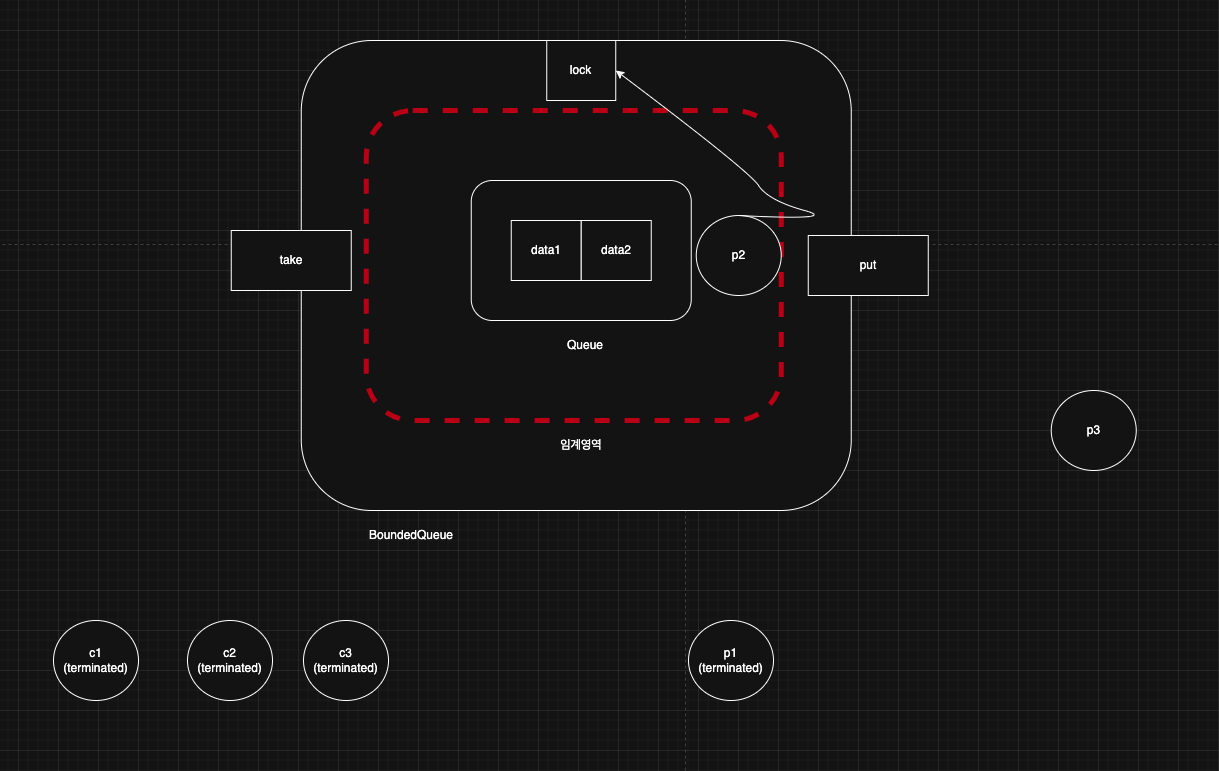 lock
take
data1
data2
p2
put
Queue
임계영역
p3
BoundedQueue
c1
(terminated)
c2
(terminated)
c3
(terminated)
p1
(terminated)